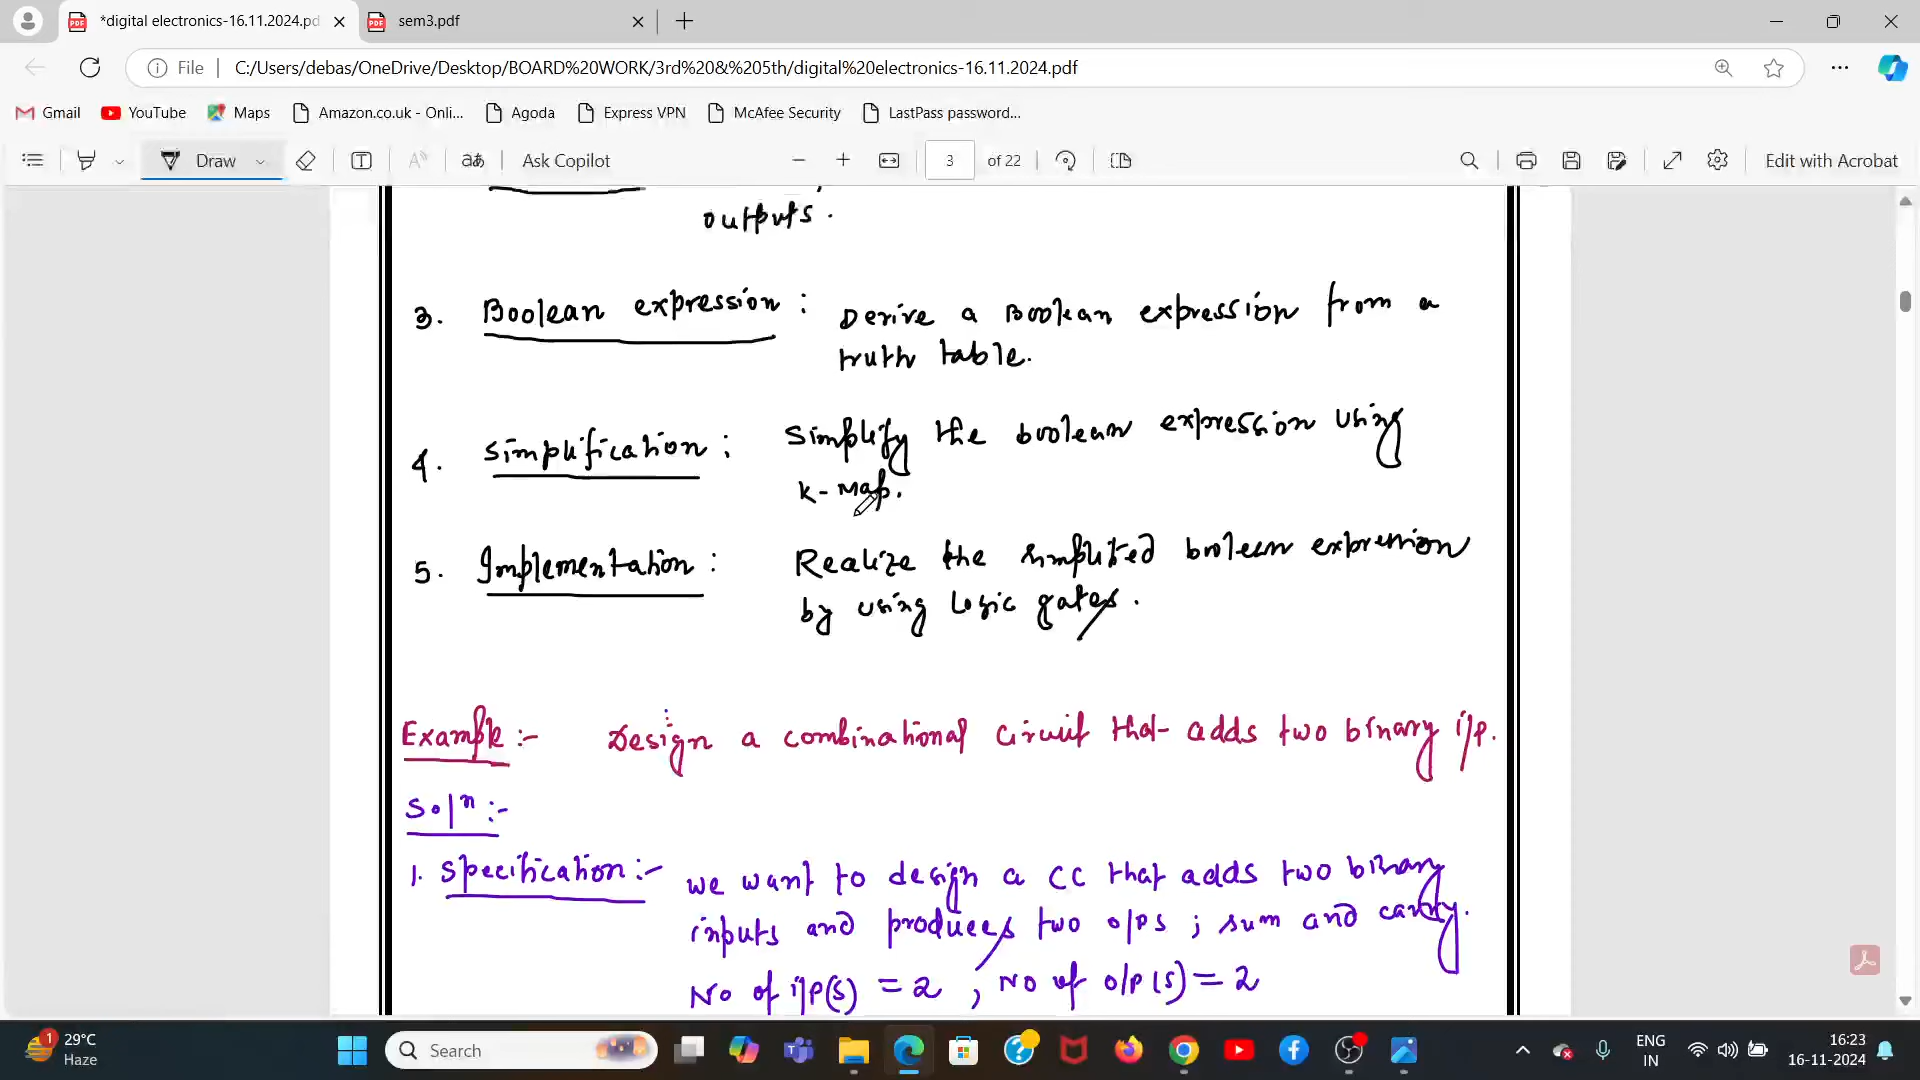 *digital electronics-16.11.2024.pd
sem3.pdf
File
C:/Users/debas/OneDrive/Desktop/BOARD%20WORK/3rd%20&%205th/digital%20electronics-16.11.2024.pdf
Gmail
YouTube
Maps
Amazon.co.uk - Onli...
Agoda
Express VPN
McAfee Security
LastPass password...
Draw
Ask Copilot
3 of 22
Edit with Acrobat
outputs.
3. Boolean expression : Derive a Boolean expression from a
truth table.
4. Simplification : Simplify the boolean expression using
K-Map.
5. Implementation : Realize the simplified boolean expression
by using logic gates.
Example :- Design a combinational circuit that adds two binary i/p.
Solⁿ :-
1. Specification :- we want to design a CC that adds two binary
inputs and produces two o/ps ; sum and carry.
No of i/p(s) = 2 , No of o/p(s) = 2
1
29°C
Haze
Search
ENG
IN
16:23
16-11-2024